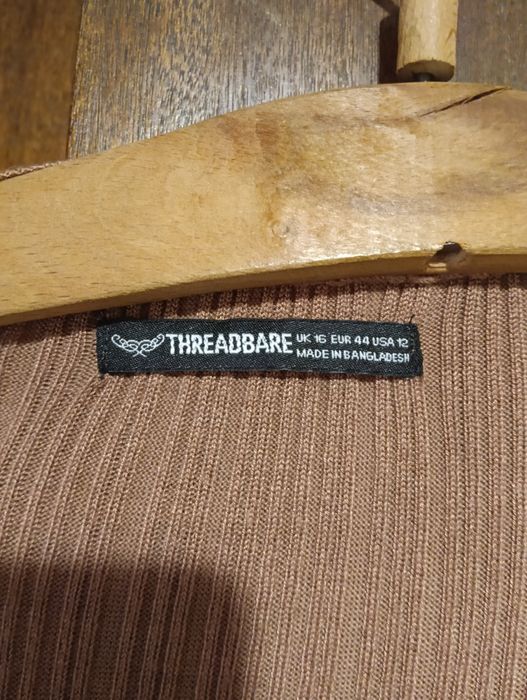 THREADBARE
UK 16 EUR 44 USA 12
MADE IN BANGLADESH